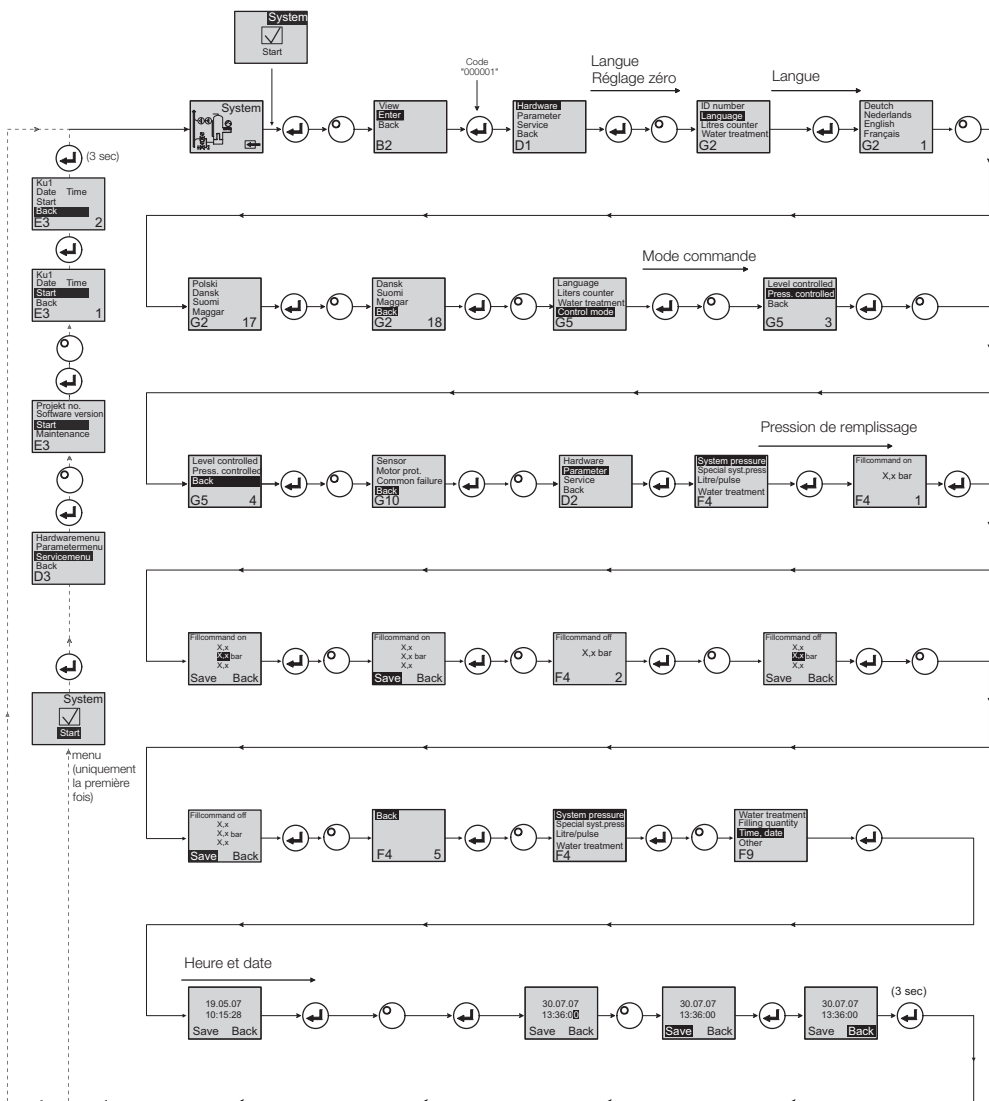 System
Start
Code
"000001"
Langue
Réglage zéro
Langue
System
View
Enter
Back
B2
Hardware
Parameter
Service
Back
D1
ID number
Language
Litres counter
Water treatment
G2
Deutch
Nederlands
English
Français
G2 1
(3 sec)
Ku1
Date Time
Start
Back
E3 2
Ku1
Date Time
Start
Back
E3 1
Projekt no.
Software version
Start
Maintenance
E3
Hardwaremenu
Parametermenu
Servicemenu
Back
D3
System
Start
menu
(uniquement
la première
fois)
Mode commande
Polski
Dansk
Suomi
Maggar
G2 17
Dansk
Suomi
Maggar
Back
G2 18
Language
Liters counter
Water treatment
Control mode
G5
Level controlled
Press. controlled
Back
G5 3
Pression de remplissage
Level controlled
Press. controlled
Back
G5 4
Sensor
Motor prot.
Common failure
Back
G10
Hardware
Parameter
Service
Back
D2
System pressure
Special syst.press
Litre/pulse
Water treatment
F4
Fillcommand on
X,x bar
F4 1
Fillcommand on
X,x
X,x bar
X,x
Save Back
Fillcommand on
X,x
X,x bar
X,x
Save Back
Fillcommand off
X,x bar
F4 2
Fillcommand off
X,x
X,x bar
X,x
Save Back
Fillcommand off
X,x
X,x bar
X,x
Save Back
Back
F4 5
System pressure
Special syst.press
Litre/pulse
Water treatment
F4
Water treatment
Filling quantity
Time, date
Other
F9
Heure et date
19.05.07
10:15:28
Save Back
30.07.07
13:36:00
Save Back
30.07.07
13:36:00
Save Back
30.07.07
13:36:00
Save Back
(3 sec)